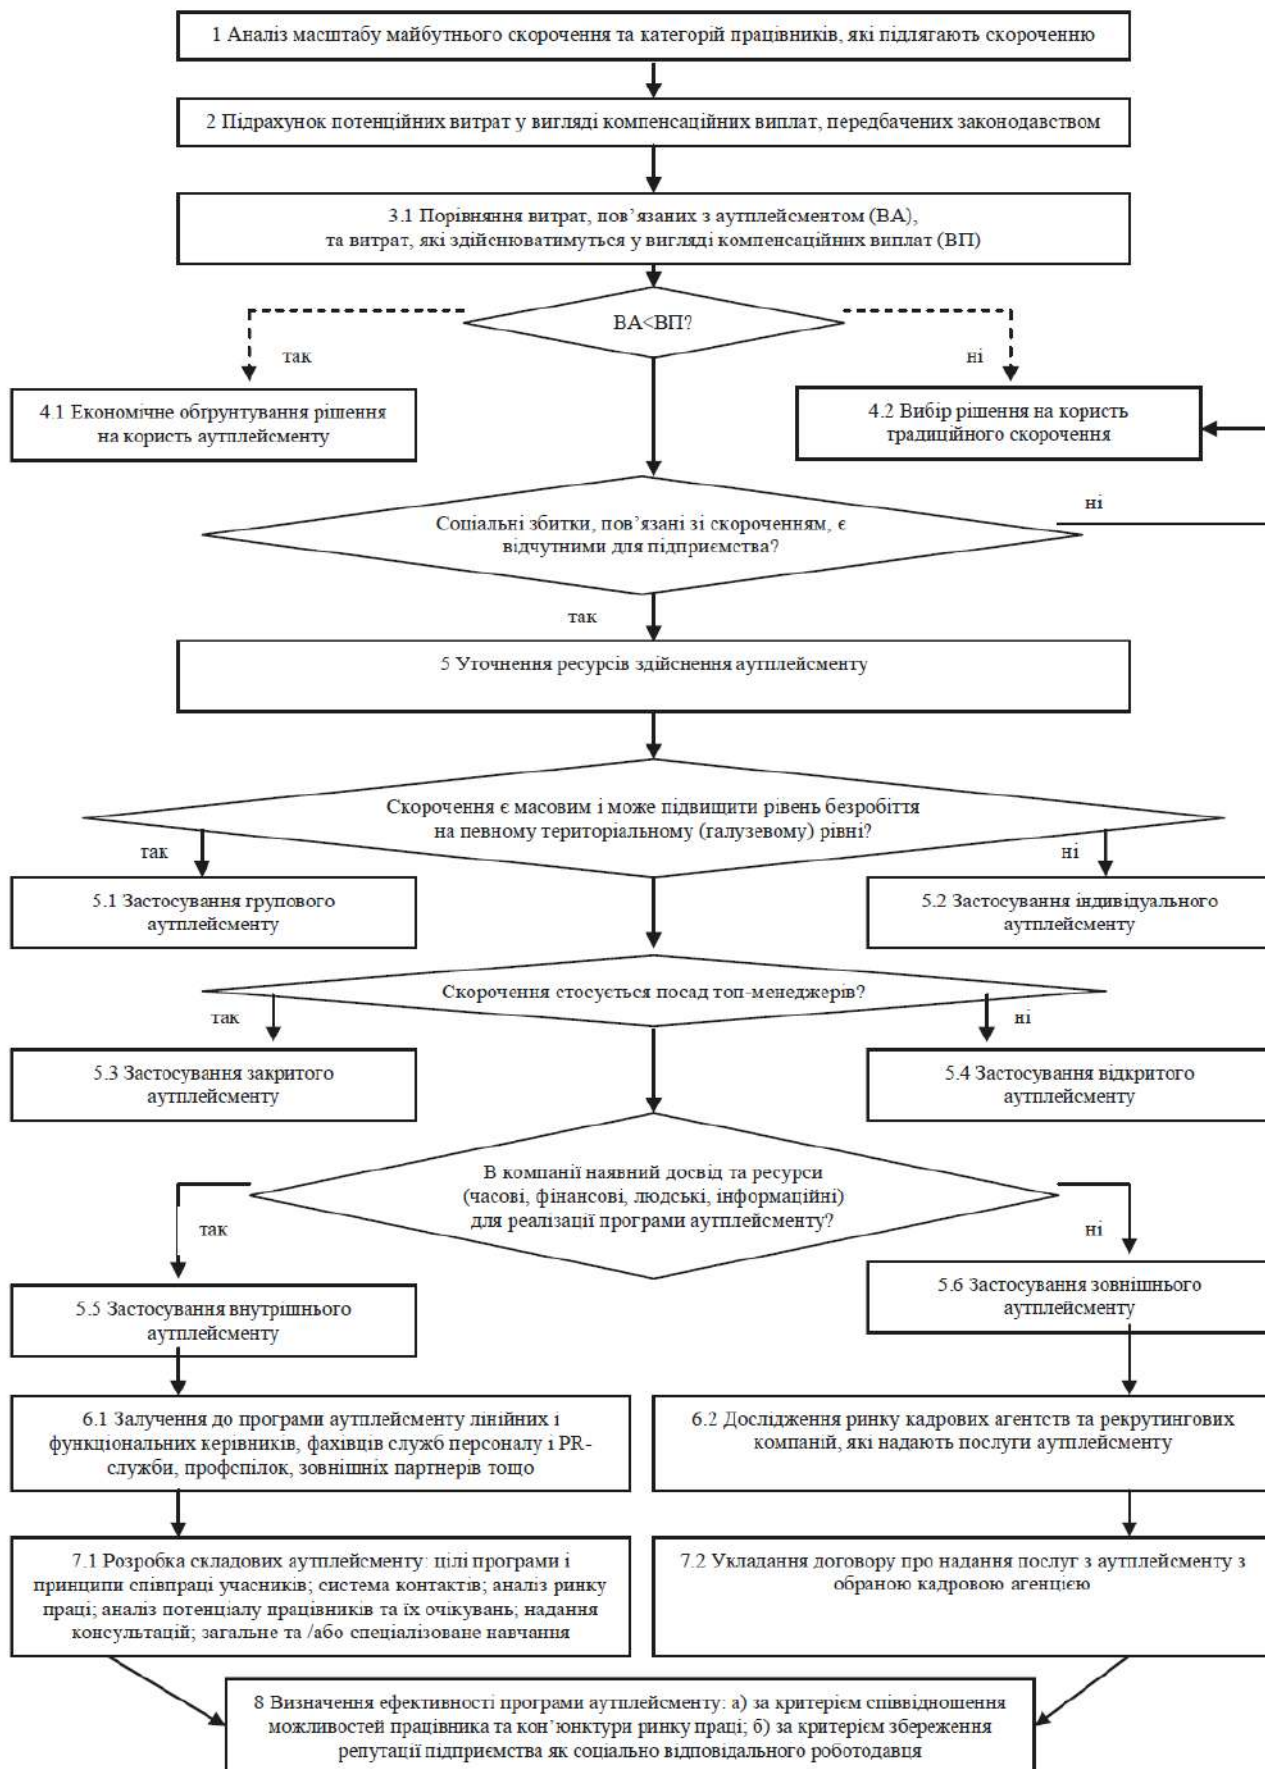 1 Аналіз масштабу майбутнього скорочення та категорій працівників, які підлягають скороченню
2 Підрахунок потенційних витрат у вигляді компенсаційних виплат, передбачених законодавством
3.1 Порівняння витрат, пов’язаних з аутплейсментом (ВА),
та витрат, які здійснюватимуться у вигляді компенсаційних виплат (ВП)
ВА<ВП?
так
ні
4.1 Економічне обґрунтування рішення
на користь аутплейсменту
4.2 Вибір рішення на користь
традиційного скорочення
Соціальні збитки, пов’язані зі скороченням, є
відчутними для підприємства?
ні
так
5 Уточнення ресурсів здійснення аутплейсменту
Скорочення є масовим і може підвищити рівень безробіття
на певному територіальному (галузевому) рівні?
так
ні
5.1 Застосування групового
аутплейсменту
5.2 Застосування індивідуального
аутплейсменту
Скорочення стосується посад топ-менеджерів?
так
ні
5.3 Застосування закритого
аутплейсменту
5.4 Застосування відкритого
аутплейсменту
В компанії наявний досвід та ресурси
(часові, фінансові, людські, інформаційні)
для реалізації програми аутплейсменту?
так
ні
5.5 Застосування внутрішнього
аутплейсменту
5.6 Застосування зовнішнього
аутплейсменту
6.1 Залучення до програми аутплейсменту лінійних і
функціональних керівників, фахівців служб персоналу і PR-
служби, профспілок, зовнішніх партнерів тощо
6.2 Дослідження ринку кадрових агентств та рекрутингових
компаній, які надають послуги аутплейсменту
7.1 Розробка складових аутплейсменту: цілі програми і
принципи співпраці учасників; система контактів; аналіз ринку
праці; аналіз потенціалу працівників та їх очікувань; надання
консультацій; загальне та /або спеціалізоване навчання
7.2 Укладання договору про надання послуг з аутплейсменту з
обраною кадровою агенцією
8 Визначення ефективності програми аутплейсменту: а) за критерієм співвідношення
можливостей працівника та кон’юнктури ринку праці; б) за критерієм збереження
репутації підприємства як соціально відповідального роботодавця